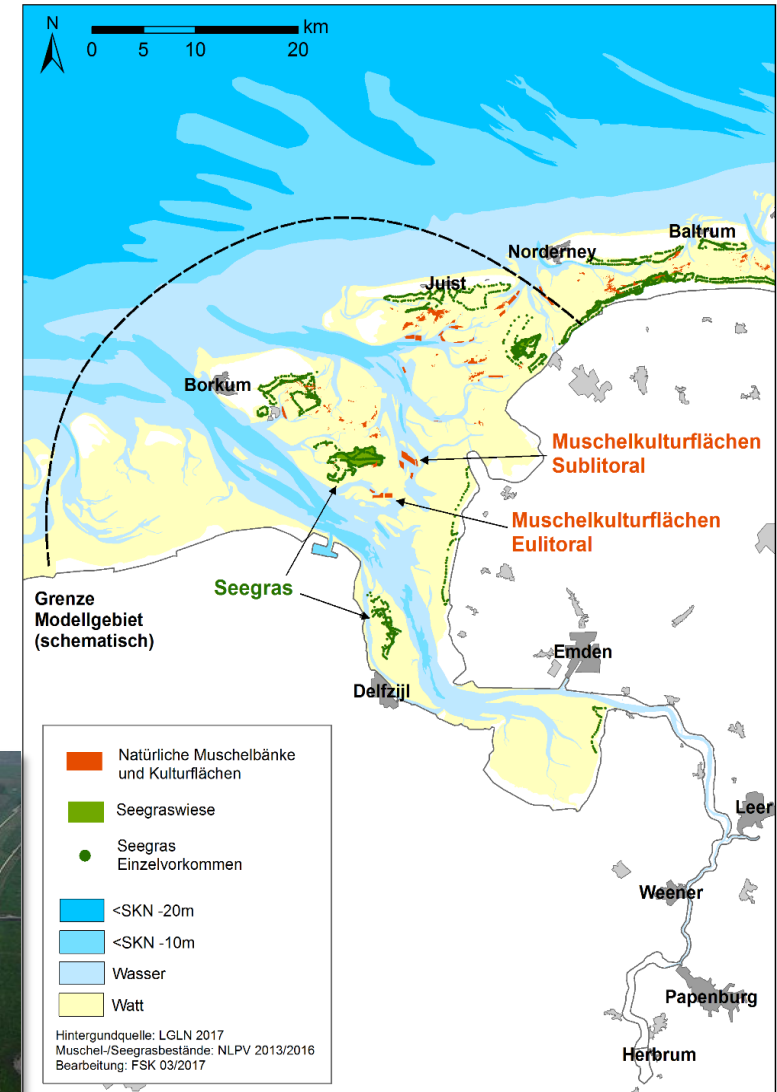 N
km
0 5 10 20
Baltrum
Norderney
Juist
Borkum
Muschelkulturflächen
Sublitoral
Muschelkulturflächen
Eulitoral
Seegras
Grenze
Modellgebiet
(schematisch)
Emden
Delfzijl
Leer
Weener
Papenburg
Herbrum
Natürliche Muschelbänke
und Kulturflächen
Seegraswiese
Seegras
Einzelvorkommen
<SKN -20m
<SKN -10m
Wasser
Watt
Hintergundquelle: LGLN 2017
Muschel-/Seegrasbestände: NLPV 2013/2016
Bearbeitung: FSK 03/2017